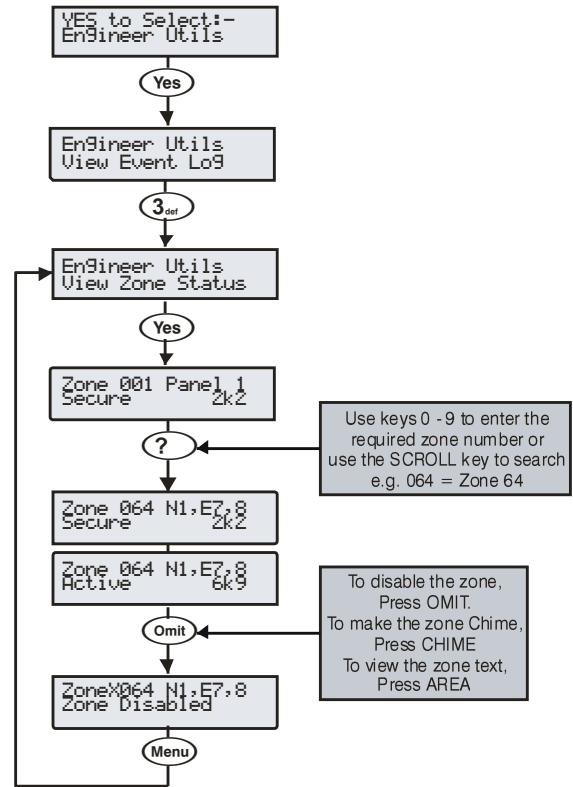 YES to Select:-
Engineer Utils
Yes
Engineer Utils
View Event Log
3def
Engineer Utils
View Zone Status
Yes
Zone 001 Panel 1
Secure 2k2
?
Use keys 0 - 9 to enter the
required zone number or
use the SCROLL key to search
e.g. 064 = Zone 64
Zone 064 N1,E7,8
Secure 2k2
Zone 064 N1,E7,8
Active 6k9
Omit
To disable the zone,
Press OMIT.
To make the zone Chime,
Press CHIME
To view the zone text,
Press AREA
ZoneX064 N1,E7,8
Zone Disabled
Menu